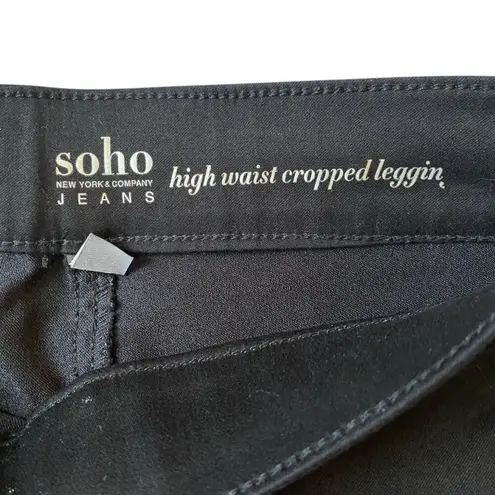 soho
NEW YORK & COMPANY
JEANS
high waist cropped leggin